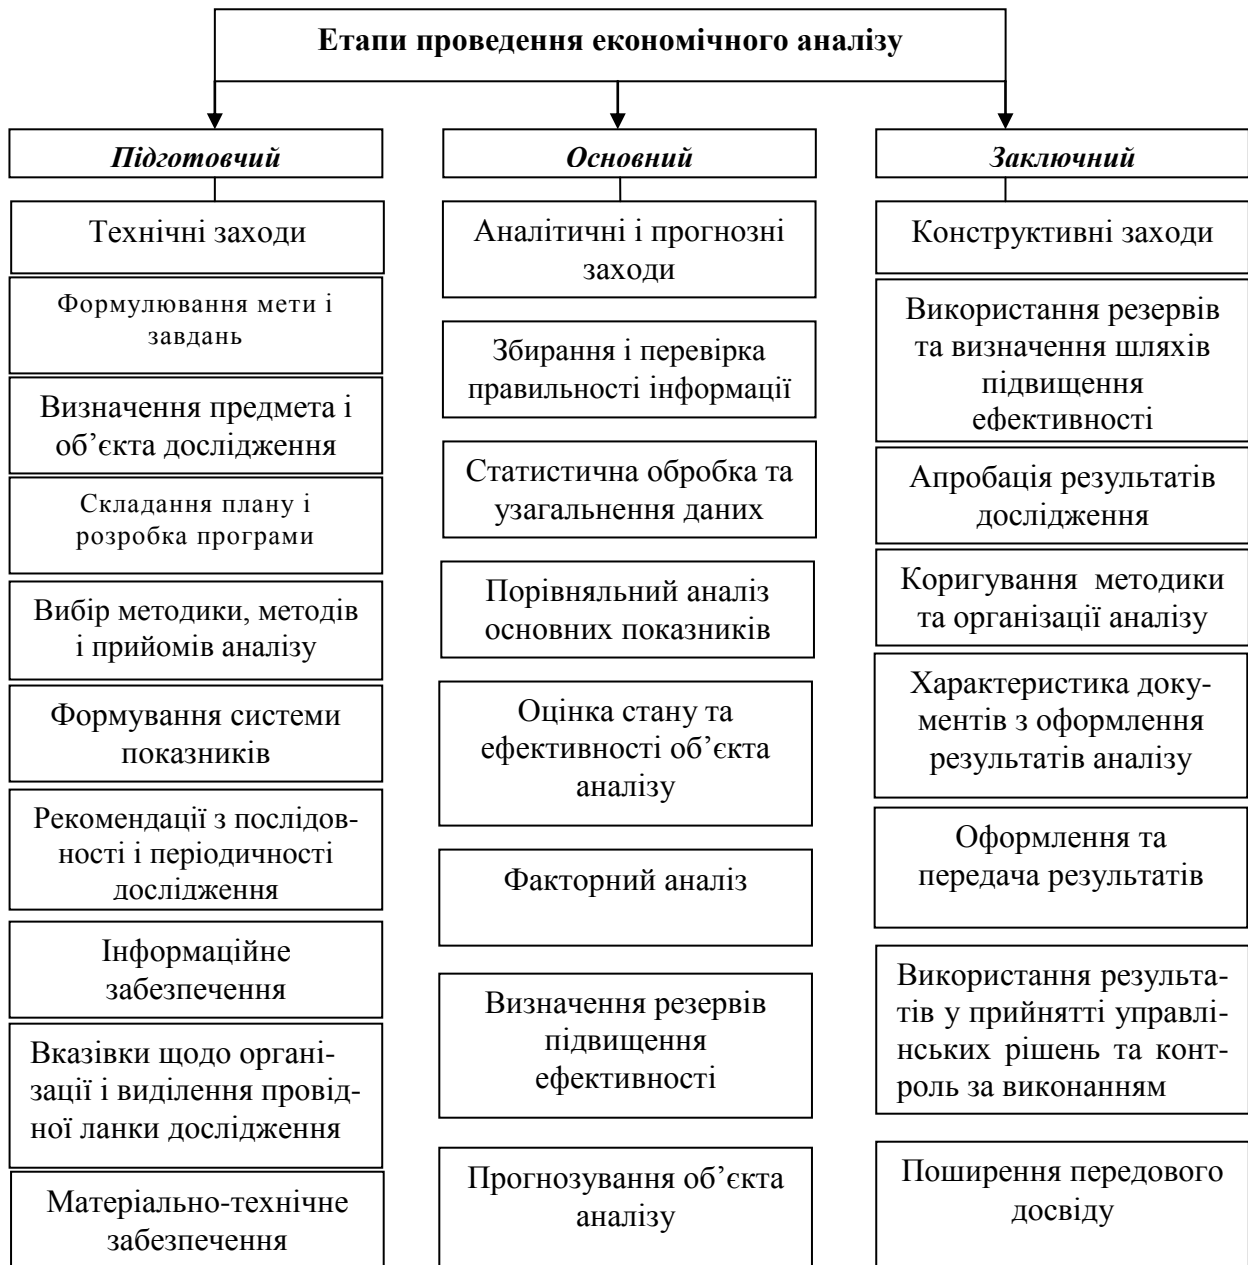 Етапи проведення економічного аналізу
Підготовчий
Технічні заходи
Формулювання мети і
завдань
Визначення предмета і
об’єкта дослідження
Складання плану і
розробка програми
Вибір методики, методів
і прийомів аналізу
Формування системи
показників
Рекомендації з послідов-
ності і періодичності
дослідження
Інформаційне
забезпечення
Вказівки щодо органі-
зації і виділення провід-
ної ланки дослідження
Матеріально-технічне
забезпечення
Основний
Аналітичні і прогнозні
заходи
Збирання і перевірка
правильності інформації
Статистична обробка та
узагальнення даних
Порівняльний аналіз
основних показників
Оцінка стану та
ефективності об’єкта
аналізу
Факторний аналіз
Визначення резервів
підвищення
ефективності
Прогнозування об’єкта
аналізу
Заключний
Конструктивні заходи
Використання резервів
та визначення шляхів
підвищення
ефективності
Апробація результатів
дослідження
Коригування методики
та організації аналізу
Характеристика доку-
ментів з оформлення
результатів аналізу
Оформлення та
передача результатів
Використання результа-
тів у прийнятті управлі-
нських рішень та конт-
роль за виконанням
Поширення передового
досвіду